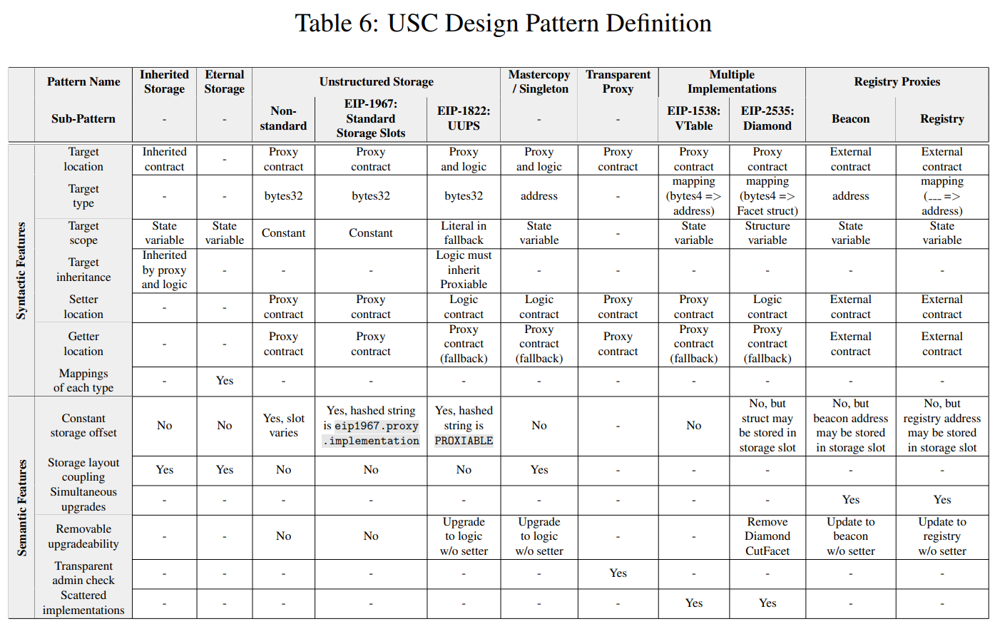 Table 6: USC Design Pattern Definition
Pattern Name | Inherited Storage | Eternal Storage | Unstructured Storage | Mastercopy / Singleton | Transparent Proxy | Multiple Implementations | Registry Proxies
Sub-Pattern | - | - | Non-standard | EIP-1967: Standard Storage Slots | EIP-1822: UUPS | - | - | EIP-1538: VTable | EIP-2535: Diamond | Beacon | Registry
Syntactic Features
Target location | Inherited contract | - | Proxy contract | Proxy contract | Proxy and logic | Proxy and logic | Proxy contract | Proxy contract | Proxy contract | External contract | External contract
Target type | - | - | bytes32 | bytes32 | bytes32 | address | - | mapping (bytes4 => address) | mapping (bytes4 => Facet struct) | address | mapping (___ => address)
Target scope | State variable | State variable | Constant | Constant | Literal in fallback | State variable | - | State variable | Structure variable | State variable | State variable
Target inheritance | Inherited by proxy and logic | - | - | - | Logic must inherit Proxiable | - | - | - | - | - | -
Setter location | - | - | Proxy contract | Proxy contract | Logic contract | Logic contract | Proxy contract | Proxy contract | Logic contract | External contract | External contract
Getter location | - | - | Proxy contract | Proxy contract | Proxy contract (fallback) | Proxy contract (fallback) | Proxy contract | Proxy contract (fallback) | Proxy contract (fallback) | External contract | External contract
Mappings of each type | - | Yes | - | - | - | - | - | - | - | - | -
Semantic Features
Constant storage offset | No | No | Yes, slot varies | Yes, hashed string is eip1967.proxy.implementation | Yes, hashed string is PROXIABLE | No | - | No | No, but struct may be stored in storage slot | No, but beacon address may be stored in storage slot | No, but registry address may be stored in storage slot
Storage layout coupling | Yes | Yes | No | No | No | Yes | - | - | - | - | -
Simultaneous upgrades | - | - | - | - | - | - | - | - | - | Yes | Yes
Removable upgradeability | - | - | No | No | Upgrade to logic w/o setter | Upgrade to logic w/o setter | - | - | Remove Diamond CutFacet | Update to beacon w/o setter | Update to registry w/o setter
Transparent admin check | - | - | - | - | - | - | Yes | - | - | - | -
Scattered implementations | - | - | - | - | - | - | - | Yes | Yes | - | -